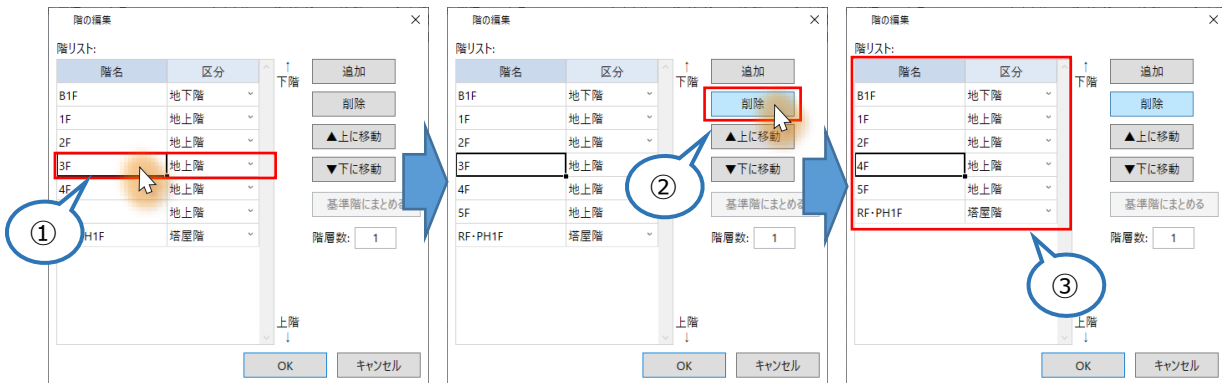 階の編集
階リスト:
階名 区分
↑
下階
追加
B1F 地下階
削除
1F 地上階
2F 地上階
▲上に移動
3F 地上階
▼下に移動
4F 地上階
地上階
基準階にまとめる
①
H1F 塔屋階
階層数: 1
上階
↓
OK キャンセル
階の編集
階リスト:
階名 区分
↑
下階
追加
B1F 地下階
削除
1F 地上階
2F 地上階
▲上に移動
3F 地上階
▼下に移動
②
4F 地上階
5F 地上階
基準階にまとめる
RF・PH1F 塔屋階
階層数: 1
上階
↓
OK キャンセル
階の編集
階リスト:
階名 区分
↑
下階
追加
B1F 地下階
削除
1F 地上階
2F 地上階
▲上に移動
4F 地上階
▼下に移動
5F 地上階
RF・PH1F 塔屋階
基準階にまとめる
階層数: 1
③
上階
↓
OK キャンセル